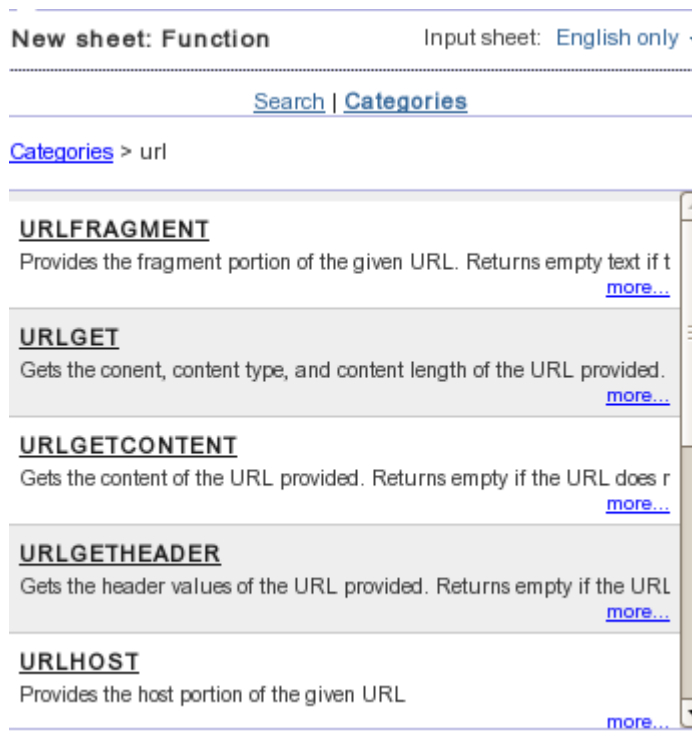 New sheet: Function Input sheet: English only
Search | Categories
Categories > url
URLFRAGMENT
Provides the fragment portion of the given URL. Returns empty text if t
more...
URLGET
Gets the conent, content type, and content length of the URL provided.
more...
URLGETCONTENT
Gets the content of the URL provided. Returns empty if the URL does r
more...
URLGETHEADER
Gets the header values of the URL provided. Returns empty if the URL
more...
URLHOST
Provides the host portion of the given URL
more...